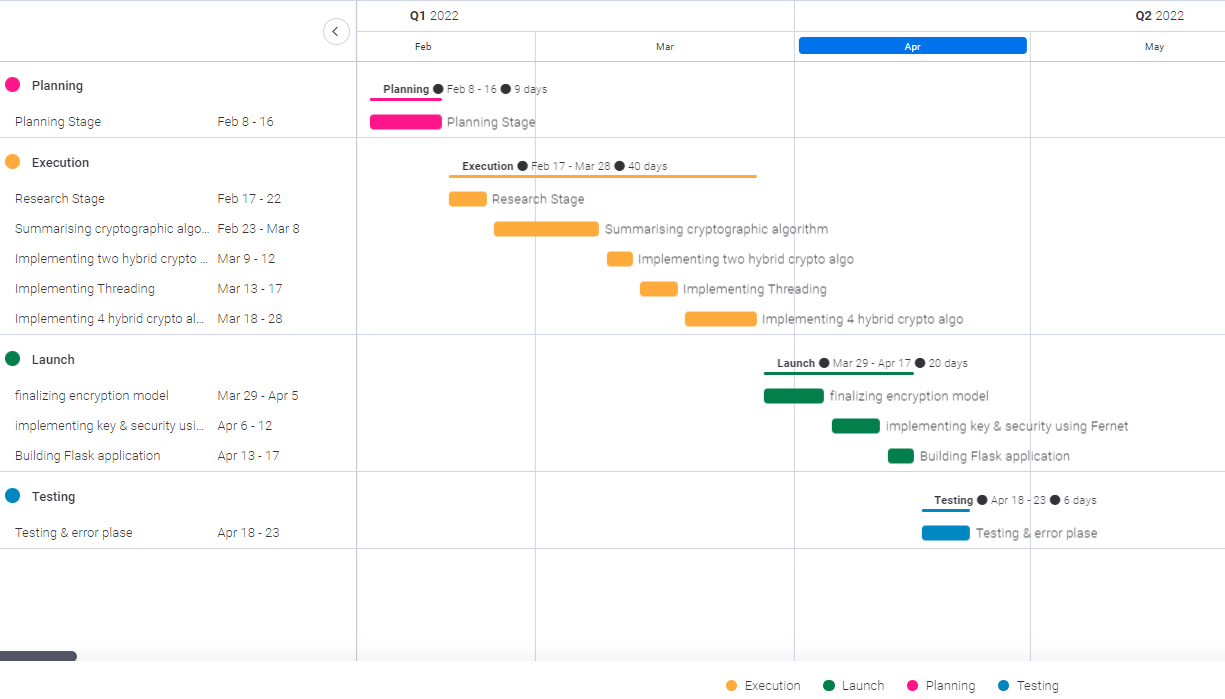 Q1 2022
Q2 2022
Feb
Mar
Apr
May
Planning
Planning Feb 8 - 16 9 days
Planning Stage Feb 8 - 16
Planning Stage
Execution
Execution Feb 17 - Mar 28 40 days
Research Stage Feb 17 - 22
Research Stage
Summarising cryptographic algo... Feb 23 - Mar 8
Summarising cryptographic algorithm
Implementing two hybrid crypto ... Mar 9 - 12
Implementing two hybrid crypto algo
Implementing Threading Mar 13 - 17
Implementing Threading
Implementing 4 hybrid crypto al... Mar 18 - 28
Implementing 4 hybrid crypto algo
Launch
Launch Mar 29 - Apr 17 20 days
finalizing encryption model Mar 29 - Apr 5
finalizing encryption model
implementing key & security usi... Apr 6 - 12
implementing key & security using Fernet
Building Flask application Apr 13 - 17
Building Flask application
Testing
Testing Apr 18 - 23 6 days
Testing & error plase Apr 18 - 23
Testing & error plase
Execution
Launch
Planning
Testing